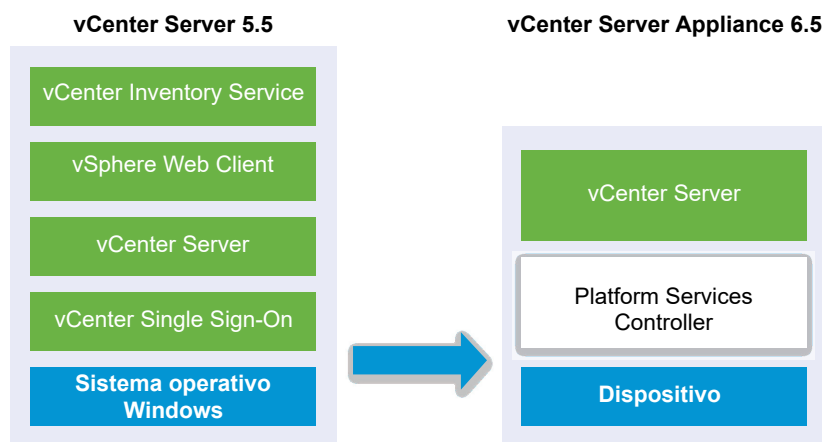 vCenter Server 5.5
vCenter Inventory Service
vSphere Web Client
vCenter Server
vCenter Single Sign-On
Sistema operativo
Windows
vCenter Server Appliance 6.5
vCenter Server
Platform Services
Controller
Dispositivo